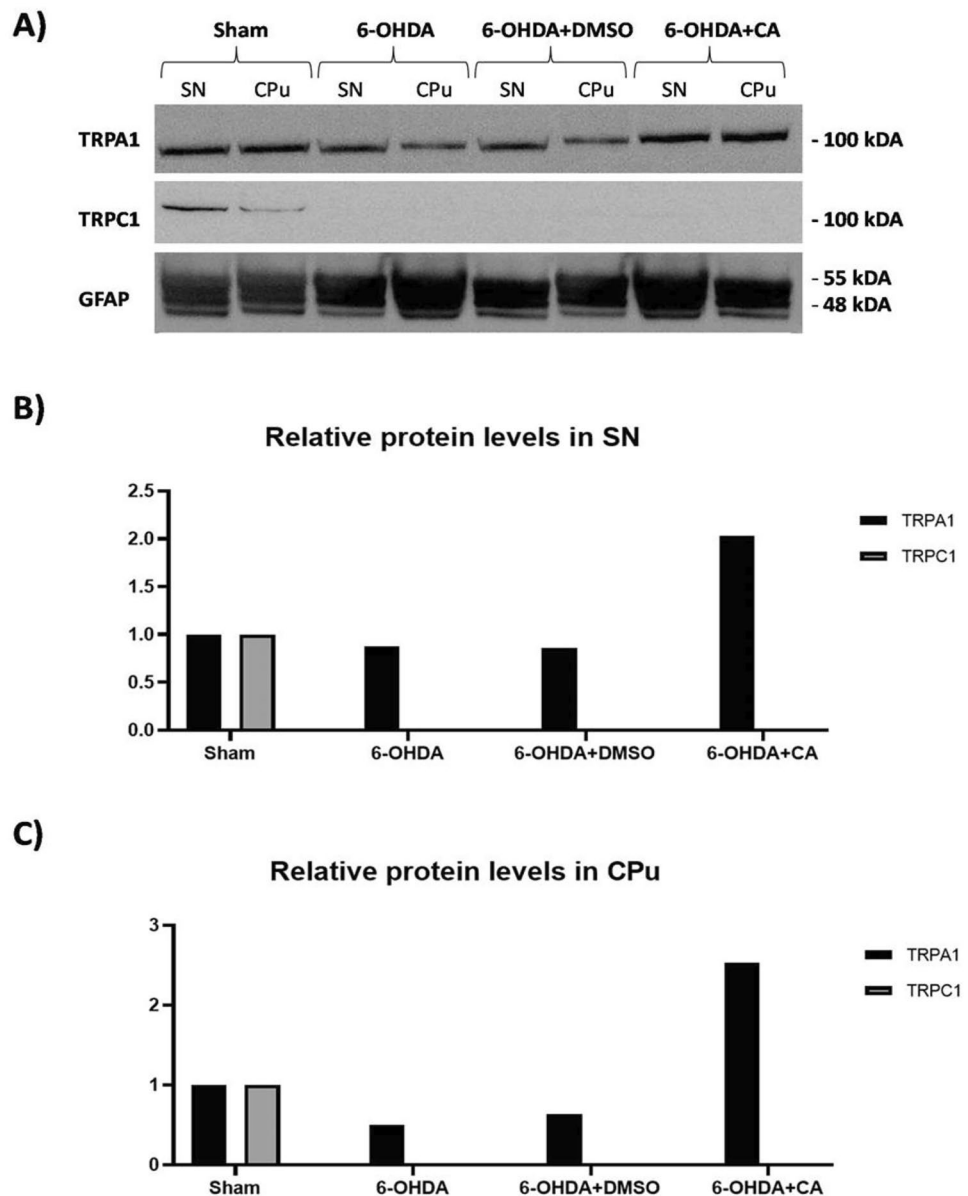 A)
Sham 6-OHDA 6-OHDA+DMSO 6-OHDA+CA
SN CPu SN CPu SN CPu SN CPu
TRPA1 - 100 kDA
TRPC1 - 100 kDA
GFAP - 55 kDA
- 48 kDA
B)
Relative protein levels in SN
2.5
2.0
1.5
1.0
0.5
0.0
Sham 6-OHDA 6-OHDA+DMSO 6-OHDA+CA
TRPA1
TRPC1
C)
Relative protein levels in CPu
3
2
1
0
Sham 6-OHDA 6-OHDA+DMSO 6-OHDA+CA
TRPA1
TRPC1